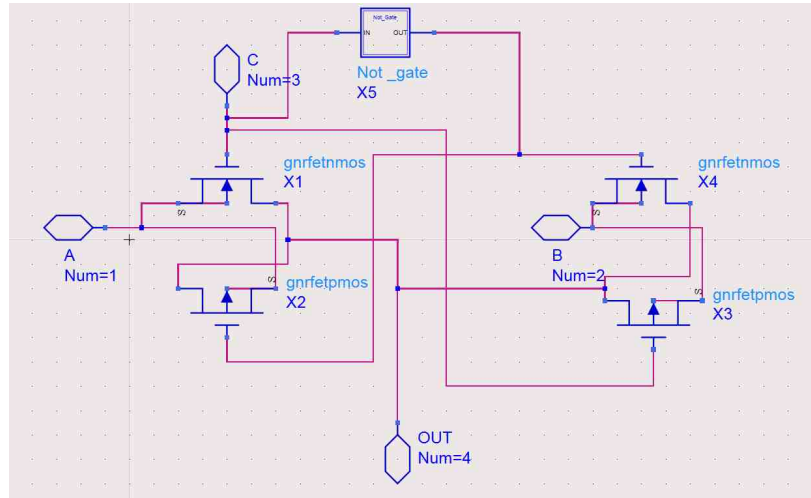 Not_Gate
IN
OUT
Not _gate
X5
C
Num=3
gnrfetnmos
X1
gnrfetnmos
X4
S
S
A
Num=1
B
Num=2
S
gnrfetpmos
X2
S
gnrfetpmos
X3
OUT
Num=4